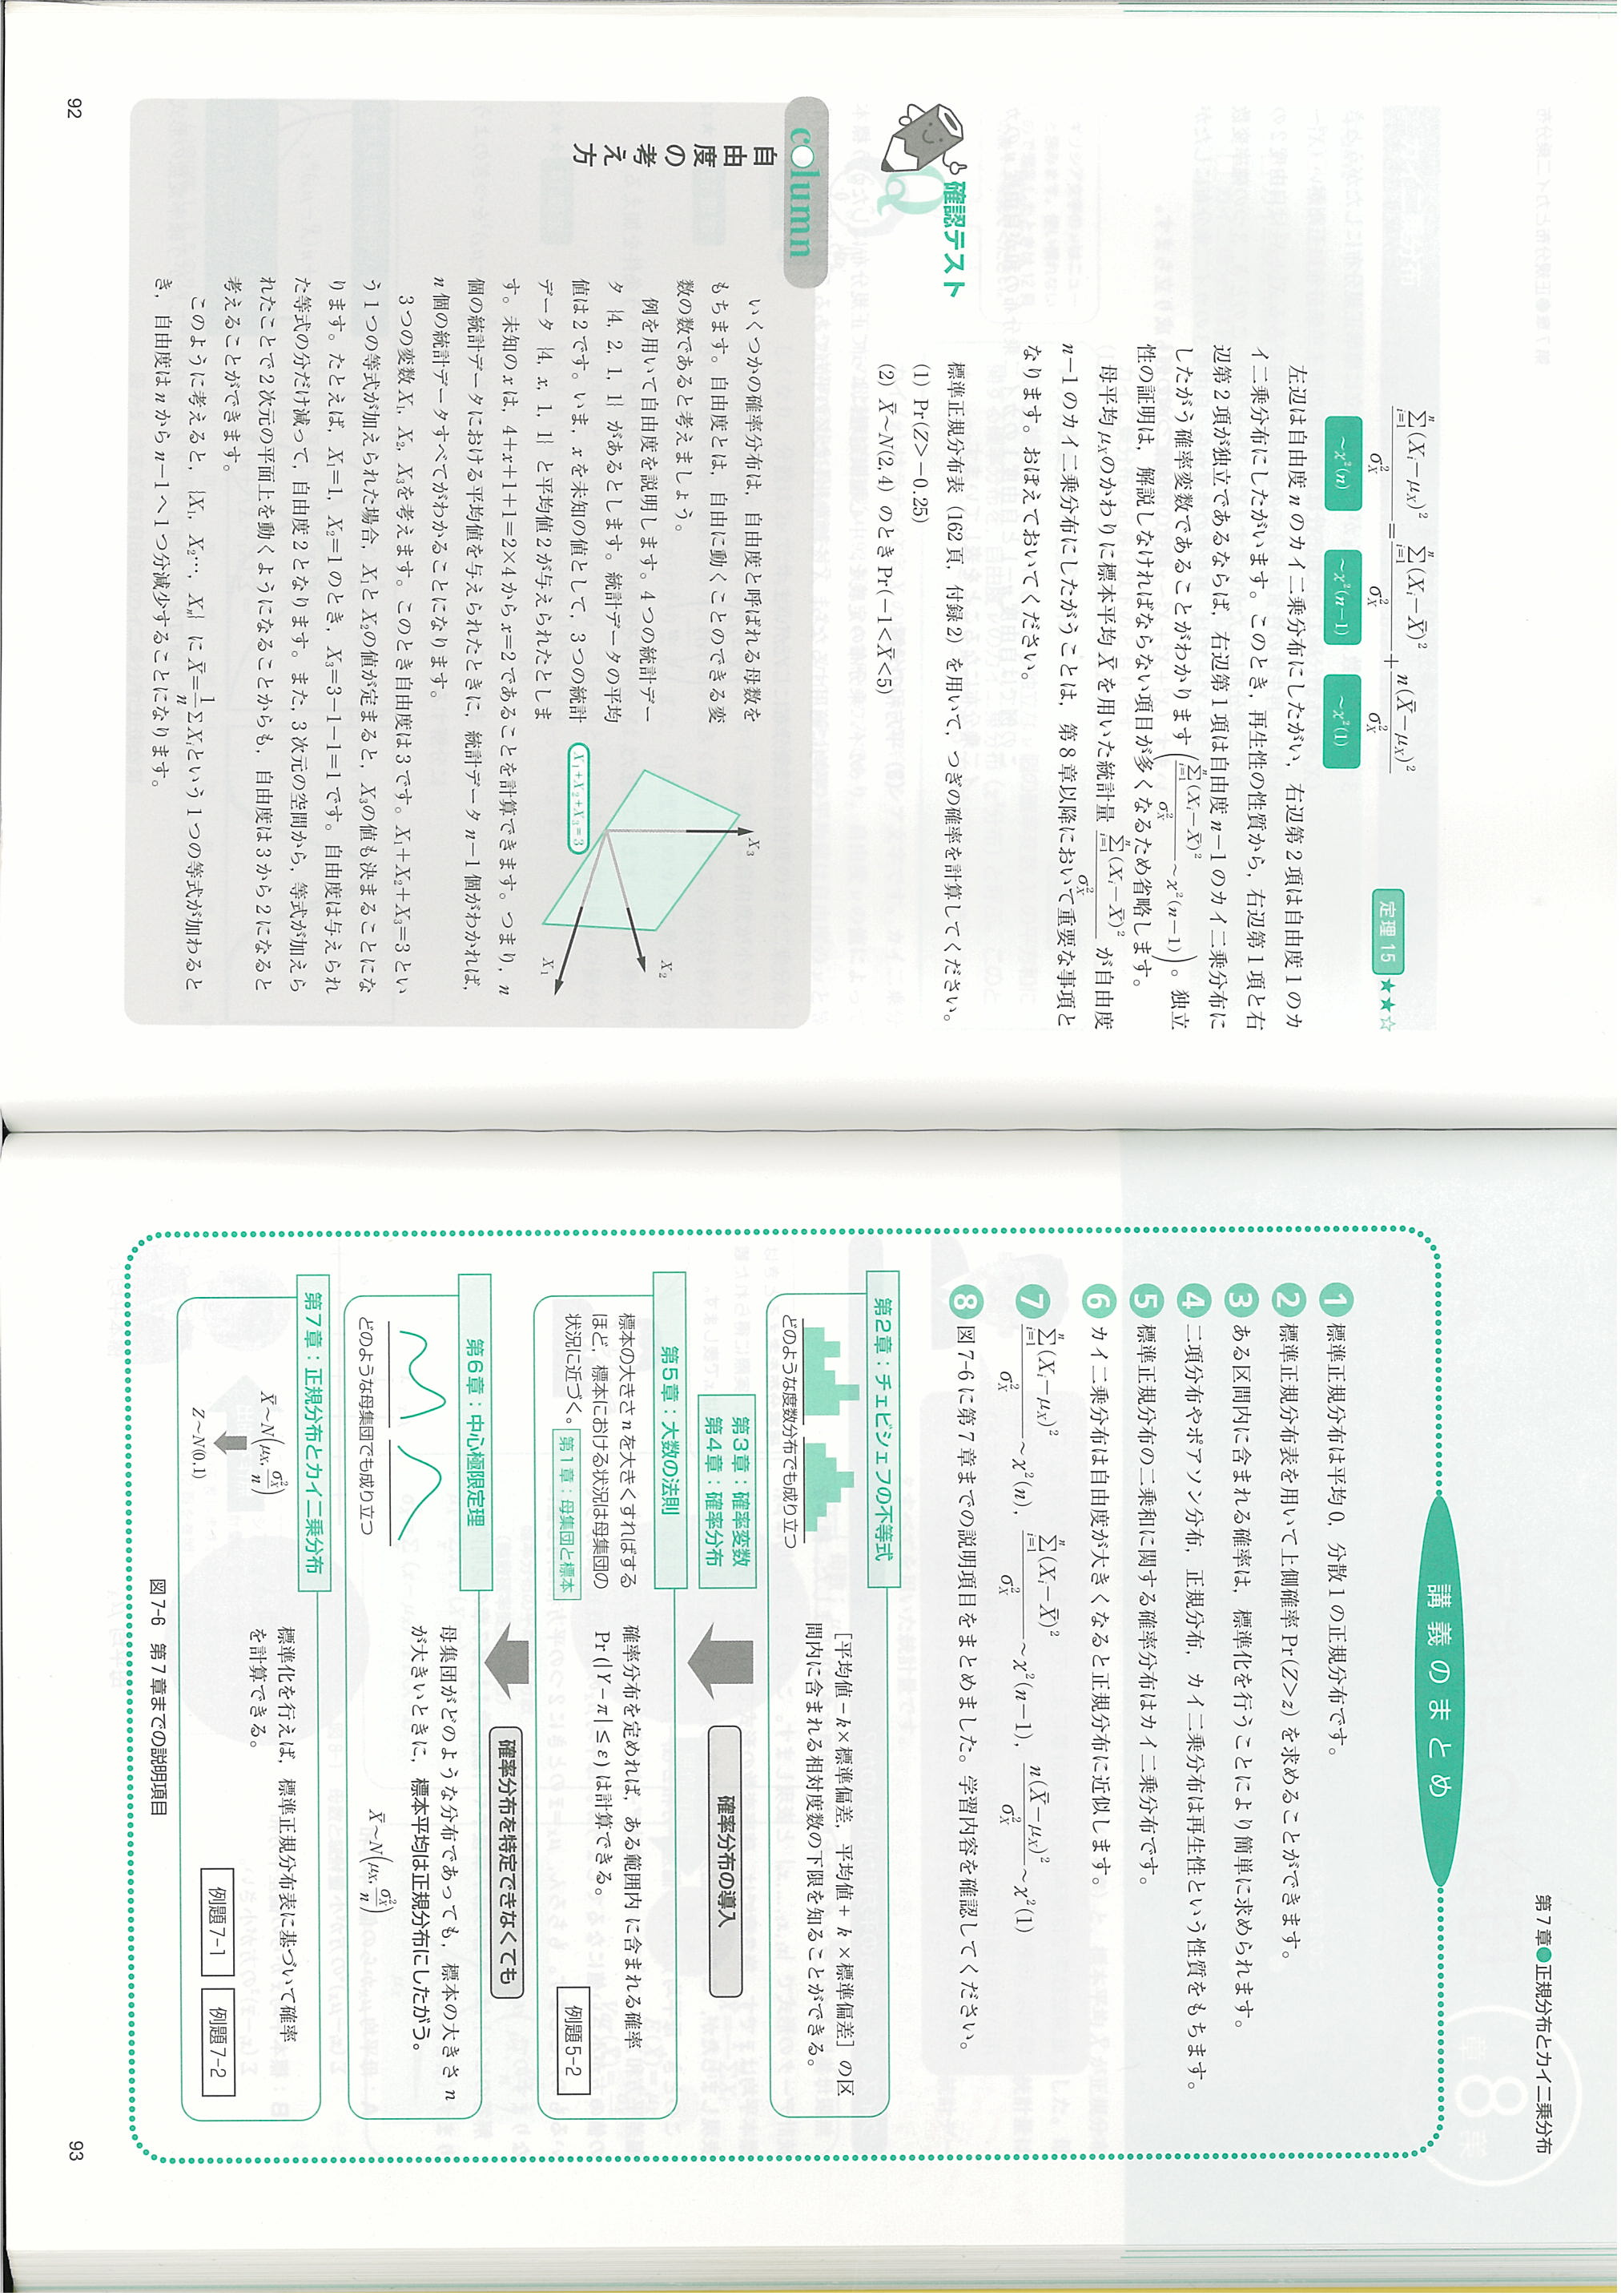 $\frac{\sum_{i=1}^{n}(X_i-\mu_X)^2}{\sigma_X^2}=\frac{\sum_{i=1}^{n}(X_i-\bar{X})^2}{\sigma_X^2}+\frac{n(\bar{X}-\mu_X)^2}{\sigma_X^2}$ 定理15 ★★☆
~χ²(n) ~χ²(n−1) ~χ²(1)
左辺は自由度 n のカイ二乗分布にしたがい，右辺第2項は自由度1のカ
イ二乗分布にしたがいます。このとき，再生性の性質から，右辺第1項と右
辺第2項が独立であるならば，右辺第1項は自由度 n−1 のカイ二乗分布に
したがう確率変数であることがわかります $\left(\frac{\sum_{i=1}^{n}(X_i-\bar{X})^2}{\sigma_X^2}\sim\chi^2(n-1)\right)$。独立
性の証明は，解説しなければならない項目が多くなるため省略します。
母平均 μ_X のかわりに標本平均 X̄ を用いた統計量 $\frac{\sum_{i=1}^{n}(X_i-\bar{X})^2}{\sigma_X^2}$ が自由度
n−1 のカイ二乗分布にしたがうことは，第8章以降において重要な事項と
なります。おぼえておいてください。
確認テスト
Q
標準正規分布表（162頁，付録2）を用いて，つぎの確率を計算してください。
(1) Pr(Z>−0.25)
(2) X̄~N(2,4) のとき Pr(−1<X̄<5)
column
自由度の考え方
いくつかの確率分布は，自由度と呼ばれる母数を
もちます。自由度とは，自由に動くことのできる変
数の数であると考えましょう。
例を用いて自由度を説明します。4つの統計デー
タ {4, 2, 1, 1} があるとします。統計データの平均
値は2です。いま，x を未知の値として，3つの統計
データ {4, x, 1, 1} と平均値2が与えられたとしま
す。未知の x は，4+x+1+1=2×4 から x=2 であることを計算できます。つまり，n
個の統計データにおける平均値を与えられたときに，統計データ n−1 個がわかれば，
n 個の統計データすべてがわかることになります。
3つの変数 X₁, X₂, X₃を考えます。このとき自由度は3です。X₁+X₂+X₃=3 とい
う1つの等式が加えられた場合，X₁と X₂の値が定まると，X₃の値も決まることにな
ります。たとえば，X₁=1，X₂=1 のとき，X₃=3−1−1=1 です。自由度は与えられ
た等式の分だけ減って，自由度2となります。また，3次元の空間から，等式が加えら
れたことで2次元の平面上を動くようになることからも，自由度は3から2になると
考えることができます。
このように考えると，{X₁, X₂…, Xₙ} に $\bar{X}=\frac{1}{n}\Sigma X_i$という1つの等式が加わると
き，自由度は n から n−1 へ1つ分減少することになります。
X₃
X₂
X₁+X₂+X₃=3
X₁
92
第7章●正規分布とカイ二乗分布
講義のまとめ
1 標準正規分布は平均0，分散1の正規分布です。
2 標準正規分布表を用いて上側確率 Pr(Z>z) を求めることができます。
3 ある区間内に含まれる確率は，標準化を行うことにより簡単に求められます。
4 二項分布やポアソン分布，正規分布，カイ二乗分布は再生性という性質をもちます。
5 標準正規分布の二乗和に関する確率分布はカイ二乗分布です。
6 カイ二乗分布は自由度が大きくなると正規分布に近似します。
7 $\frac{\sum_{i=1}^{n}(X_i-\mu_X)^2}{\sigma_X^2}\sim\chi^2(n),\ \frac{\sum_{i=1}^{n}(X_i-\bar{X})^2}{\sigma_X^2}\sim\chi^2(n-1),\ \frac{n(\bar{X}-\mu_X)^2}{\sigma_X^2}\sim\chi^2(1)$
8 図7-6に第7章までの説明項目をまとめました。学習内容を確認してください。
第2章：チェビシェフの不等式
どのような度数分布でも成り立つ
［平均値−k×標準偏差，平均値+ k ×標準偏差］の区
間内に含まれる相対度数の下限を知ることができる。
第3章：確率変数
第4章：確率分布
確率分布の導入
第5章：大数の法則
標本の大きさ n を大きくすればする
ほど，標本における状況は母集団の
状況に近づく。
第1章：母集団と標本
確率分布を定めれば，ある範囲内 に含まれる確率
Pr (|Y−π|≤ε) は計算できる。
例題5-2
確率分布を特定できなくても
第6章：中心極限定理
どのような母集団でも成り立つ
母集団がどのような分布であっても，標本の大きさ n
が大きいときに，標本平均は正規分布にしたがう。
$\bar{X}\sim N\left(\mu_X,\frac{\sigma_X^2}{n}\right)$
第7章：正規分布とカイ二乗分布
$\bar{X}\sim N\left(\mu_X,\frac{\sigma_X^2}{n}\right)$
Z~N(0,1)
標準化を行えば，標準正規分布表に基づいて確率
を計算できる。
例題7-1 例題7-2
図7-6 第7章までの説明項目
93